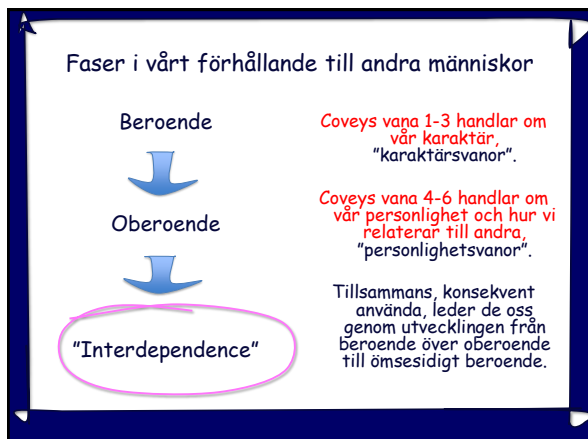 Faser i vårt förhållande till andra människor
Beroende
Oberoende
"Interdependence"
Coveys vana 1-3 handlar om
vår karaktär,
"karaktärsvanor".
Coveys vana 4-6 handlar om
vår personlighet och hur vi
relaterar till andra,
"personlighetsvanor".
Tillsammans, konsekvent
använda, leder de oss
genom utvecklingen från
beroende över oberoende
till ömsesidigt beroende.